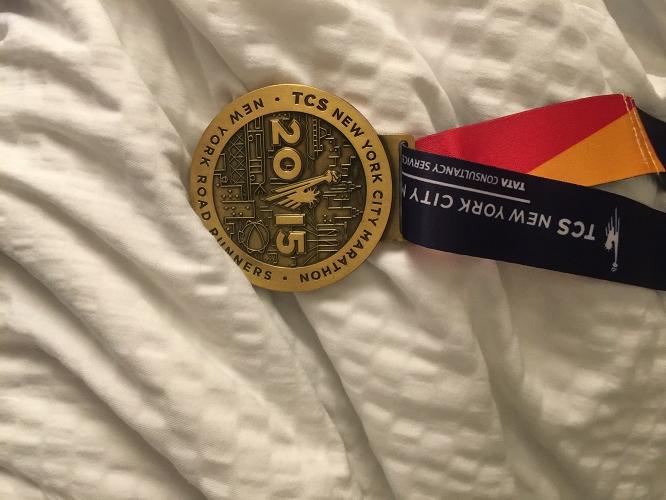 TCS NEW YORK CITY MARATHON • NEW YORK ROAD RUNNERS •
2015
TCS NEW YORK CITY M
TATA CONSULTANCY SERVIC